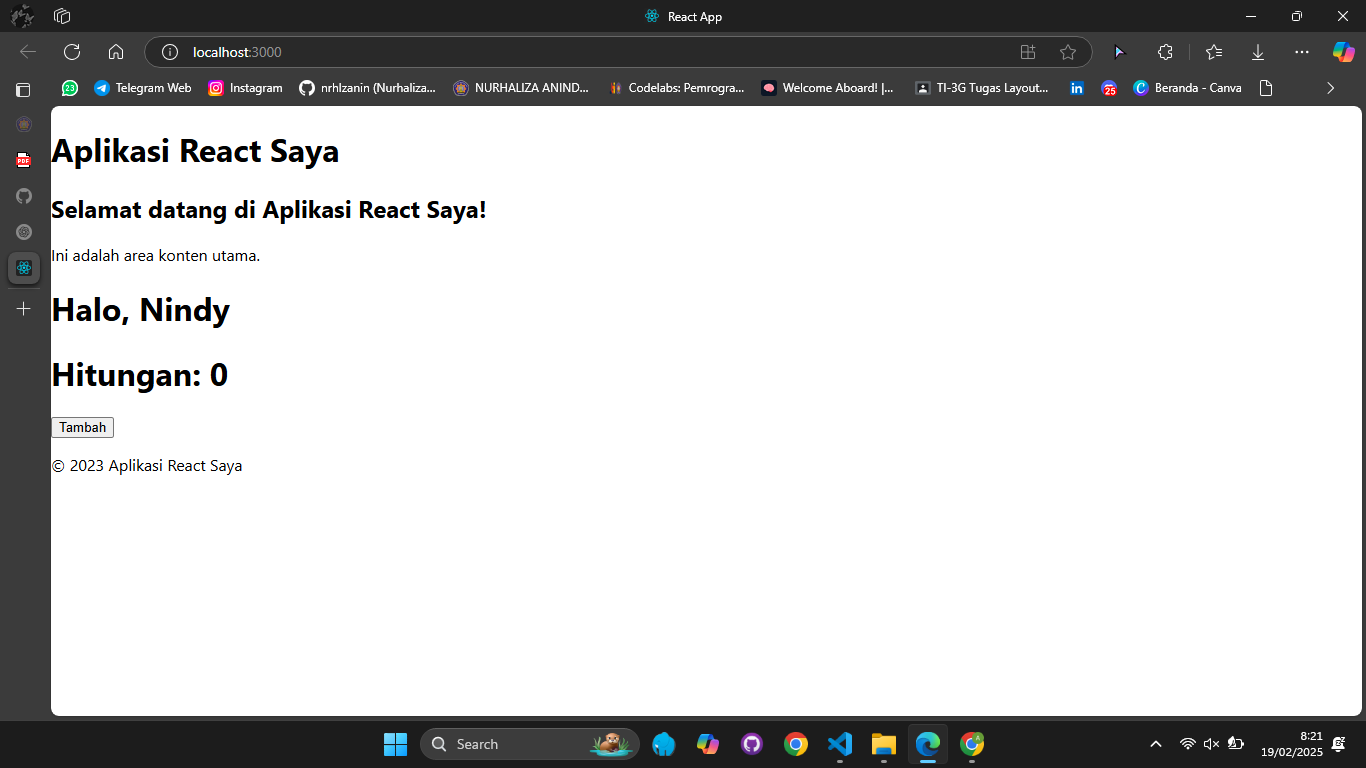 React App
localhost:3000
23
Telegram Web
Instagram
nrhlzanin (Nurhaliza...
NURHALIZA ANIND...
Codelabs: Pemrogra...
Welcome Aboard! |...
TI-3G Tugas Layout...
in
25
C
Beranda - Canva
PDF
Aplikasi React Saya
Selamat datang di Aplikasi React Saya!
Ini adalah area konten utama.
Halo, Nindy
Hitungan: 0
Tambah
© 2023 Aplikasi React Saya
Search
8:21
19/02/2025